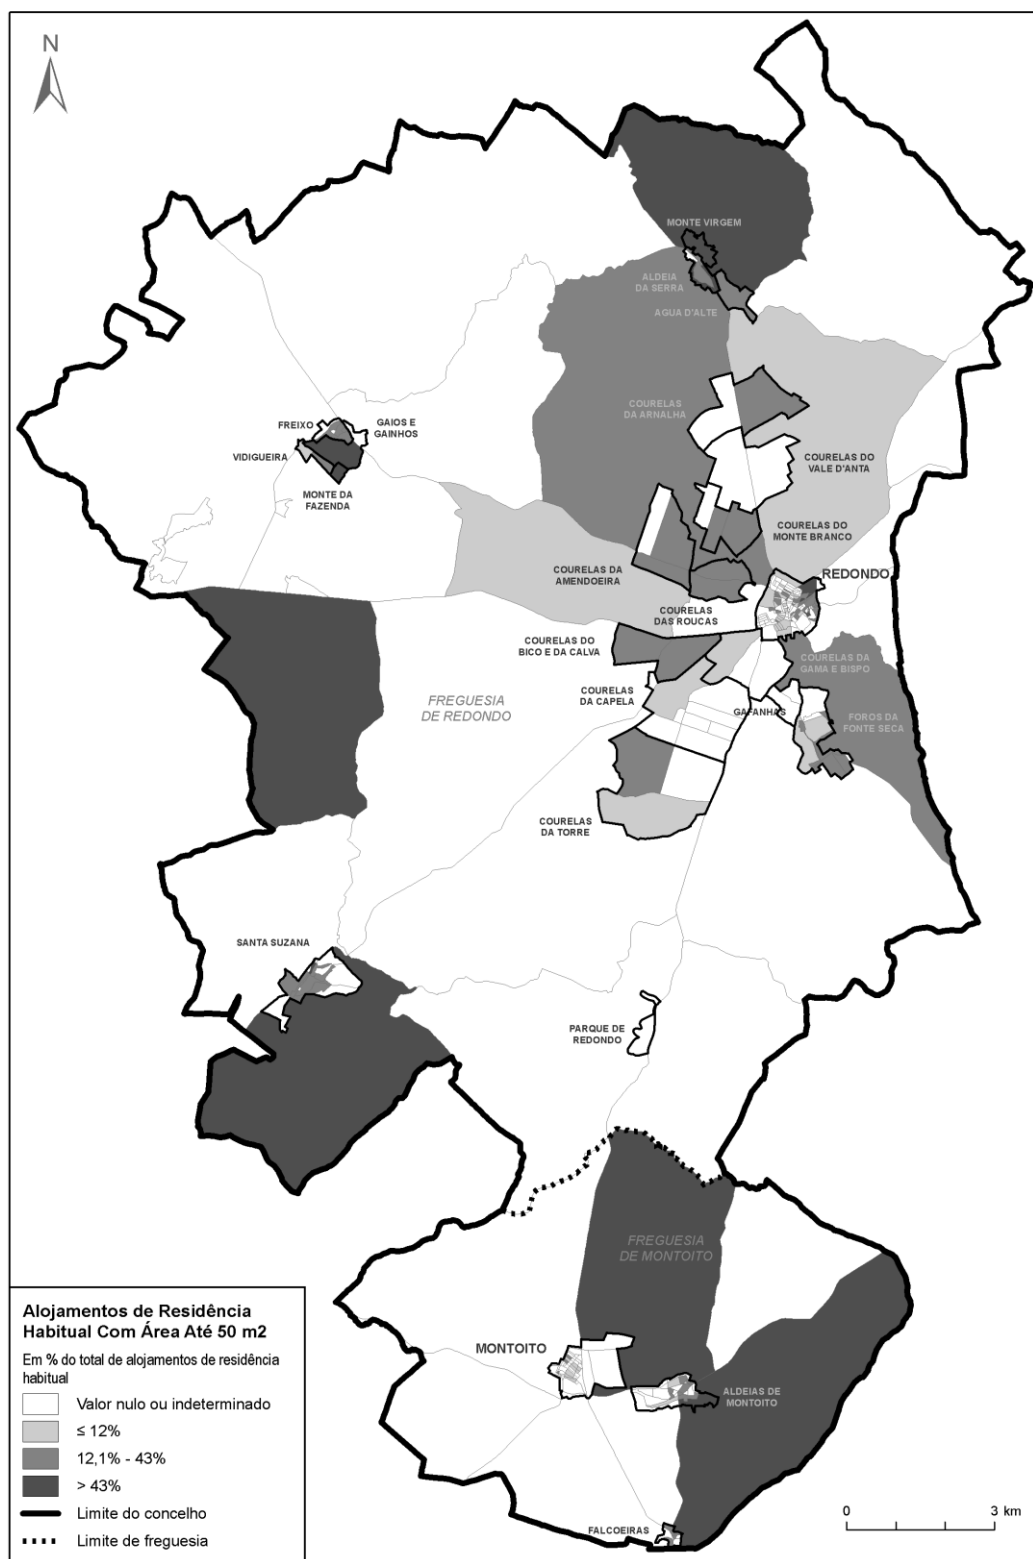 N
MONTE VIRGEM
ALDEIA
DA SERRA
AGUA D'ALTE
COURELAS
DA ARNALHA
FREIXO
GAIOS E
GAINHOS
VIDIGUEIRA
MONTE DA
FAZENDA
COURELAS DO
VALE D'ANTA
COURELAS DO
MONTE BRANCO
COURELAS DA
AMENDOEIRA
REDONDO
COURELAS
DAS ROUCAS
COURELAS DO
BICO E DA CALVA
COURELAS DA
GAMA E BISPO
COURELAS
DA CAPELA
FREGUESIA
DE REDONDO
GAFANHAS
FOROS DA
FONTE SECA
COURELAS
DA TORRE
SANTA SUZANA
PARQUE DE
REDONDO
FREGUESIA
DE MONTOITO
MONTOITO
ALDEIAS DE
MONTOITO
FALCOEIRAS
Alojamentos de Residência
Habitual Com Área Até 50 m2
Em % do total de alojamentos de residência
habitual
Valor nulo ou indeterminado
≤ 12%
12,1% - 43%
> 43%
Limite do concelho
Limite de freguesia
0 3 km